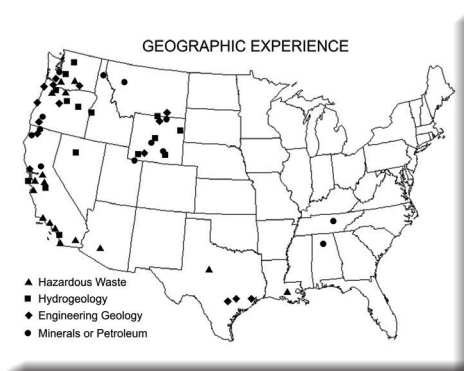 GEOGRAPHIC EXPERIENCE
Hazardous Waste
Hydrogeology
Engineering Geology
Minerals or Petroleum